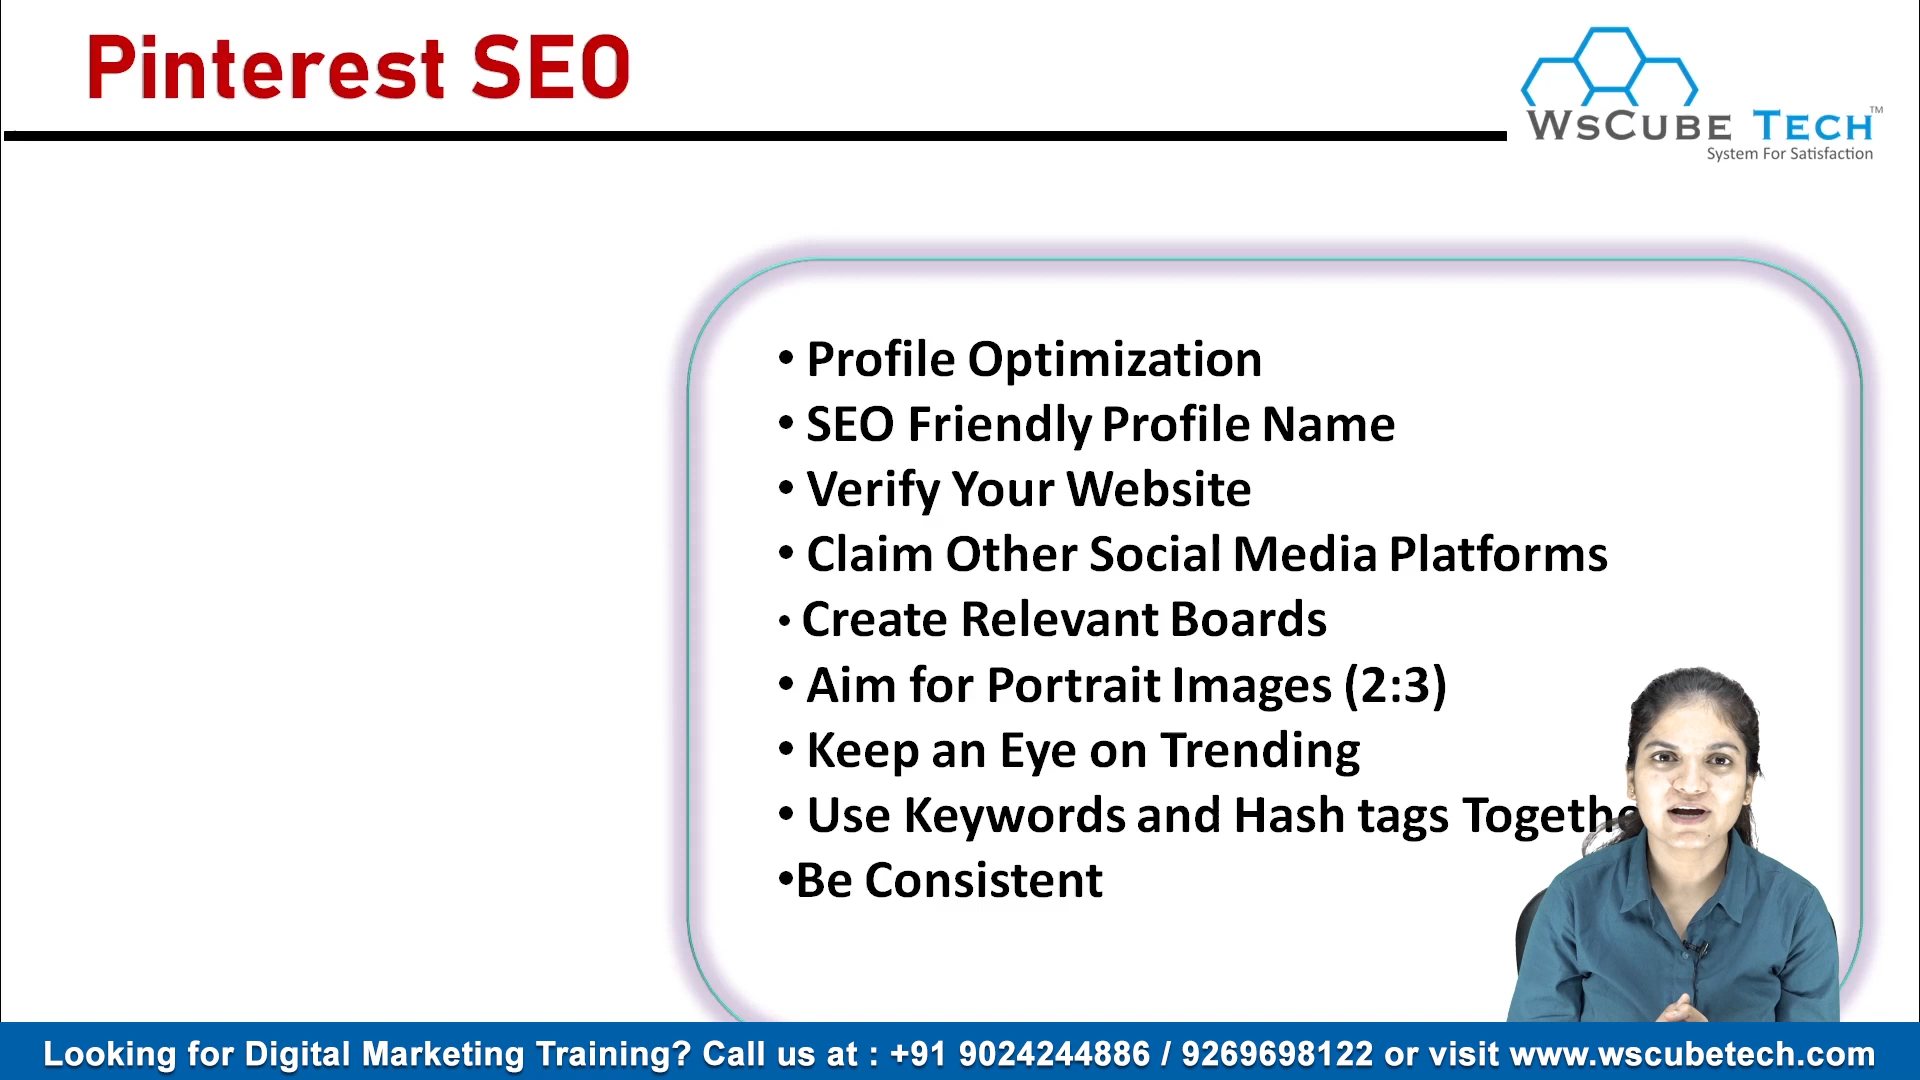 Pinterest SEO
WsCube Tech™
System For Satisfaction
• Profile Optimization
• SEO Friendly Profile Name
• Verify Your Website
• Claim Other Social Media Platforms
• Create Relevant Boards
• Aim for Portrait Images (2:3)
• Keep an Eye on Trending
• Use Keywords and Hash tags
•Be Consistent
Looking for Digital Marketing Training? Call us at : +91 9024244886 / 9269698122 or visit www.wscubetech.com